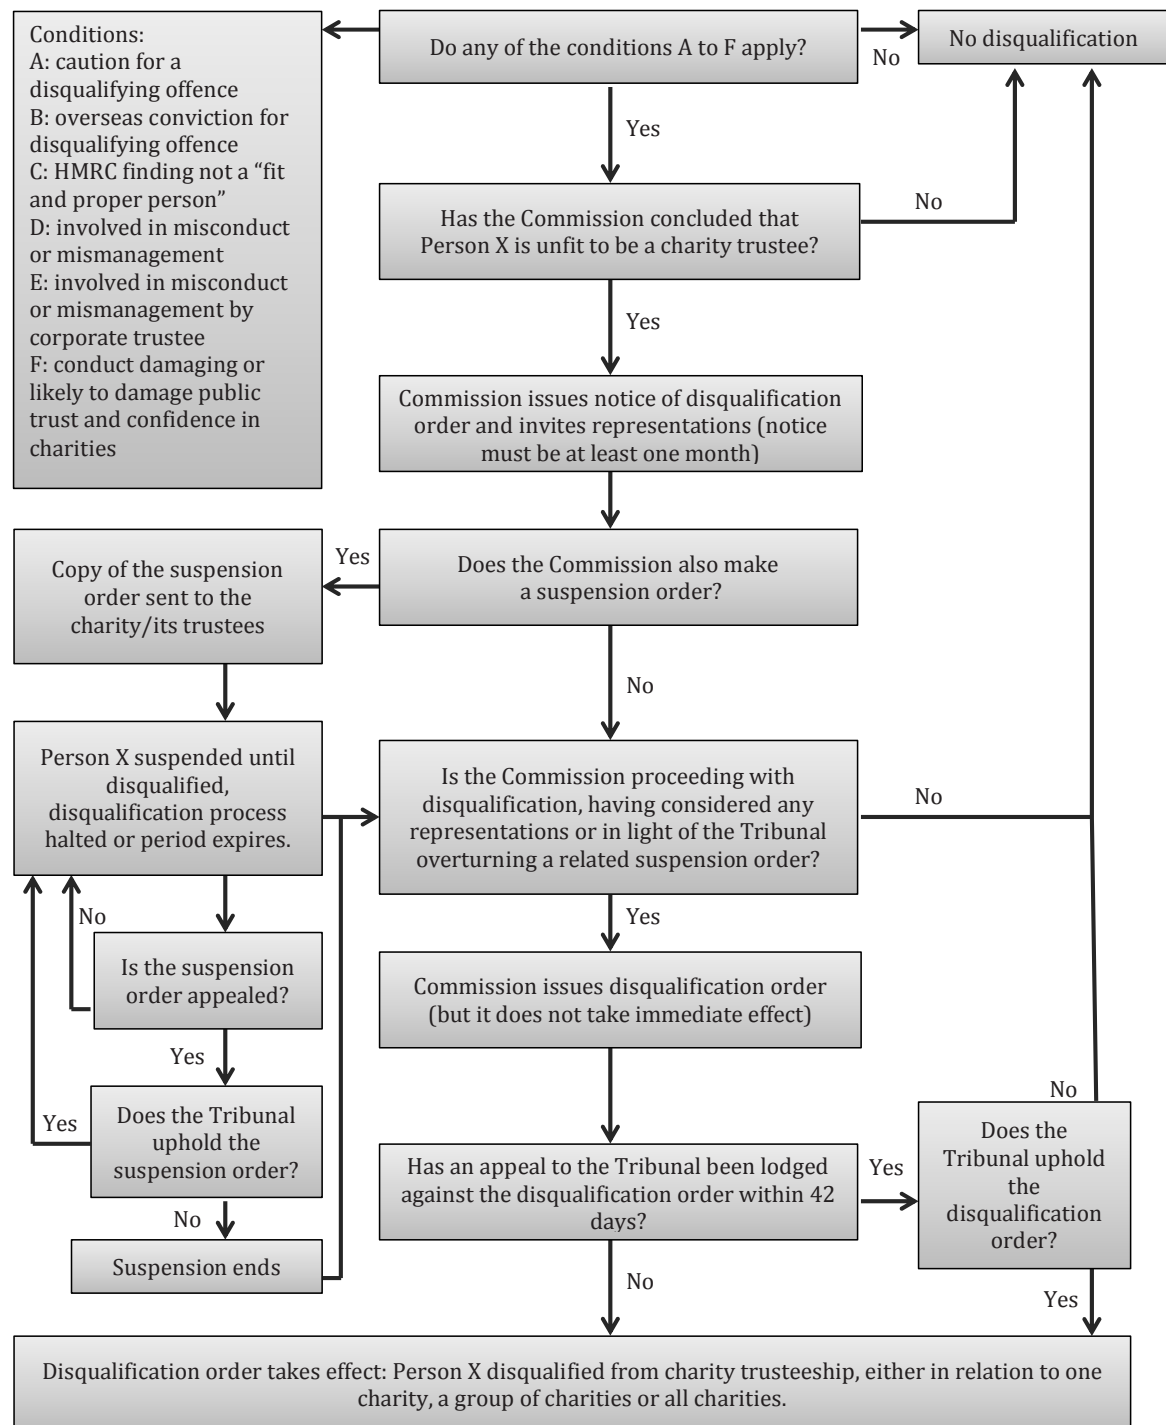 Conditions:
A: caution for a
disqualifying offence
B: overseas conviction for
disqualifying offence
C: HMRC finding not a “fit
and proper person”
D: involved in misconduct
or mismanagement
E: involved in misconduct
or mismanagement by
corporate trustee
F: conduct damaging or
likely to damage public
trust and confidence in
charities
Do any of the conditions A to F apply?
No
No disqualification
Yes
Has the Commission concluded that
Person X is unfit to be a charity trustee?
No
Yes
Commission issues notice of disqualification
order and invites representations (notice
must be at least one month)
Does the Commission also make
a suspension order?
Yes
Copy of the suspension
order sent to the
charity/its trustees
No
Person X suspended until
disqualified,
disqualification process
halted or period expires.
Is the Commission proceeding with
disqualification, having considered any
representations or in light of the Tribunal
overturning a related suspension order?
No
No
Is the suspension
order appealed?
Yes
Commission issues disqualification order
(but it does not take immediate effect)
Yes
Does the Tribunal
uphold the
suspension order?
Yes
No
Suspension ends
Has an appeal to the Tribunal been lodged
against the disqualification order within 42
days?
Yes
No
Does the
Tribunal uphold
the
disqualification
order?
No
Yes
Disqualification order takes effect: Person X disqualified from charity trusteeship, either in relation to one
charity, a group of charities or all charities.